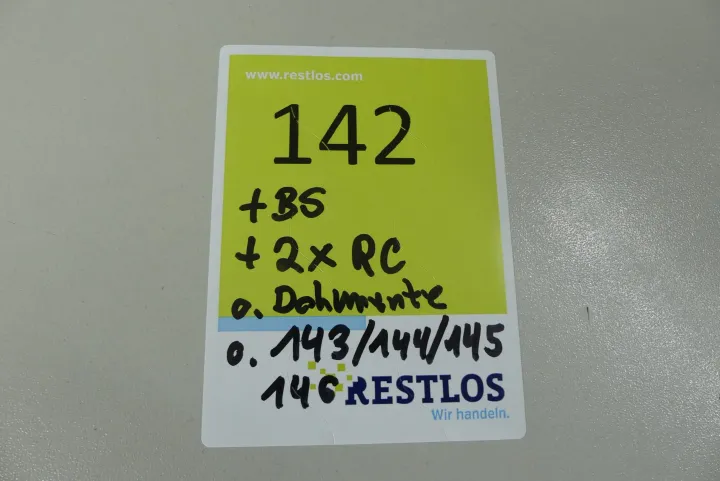 www.restlos.com
142
+ BS
+ 2x RC
o. Dokumente
o. 143/144/145
146
RESTLOS
Wir handeln.